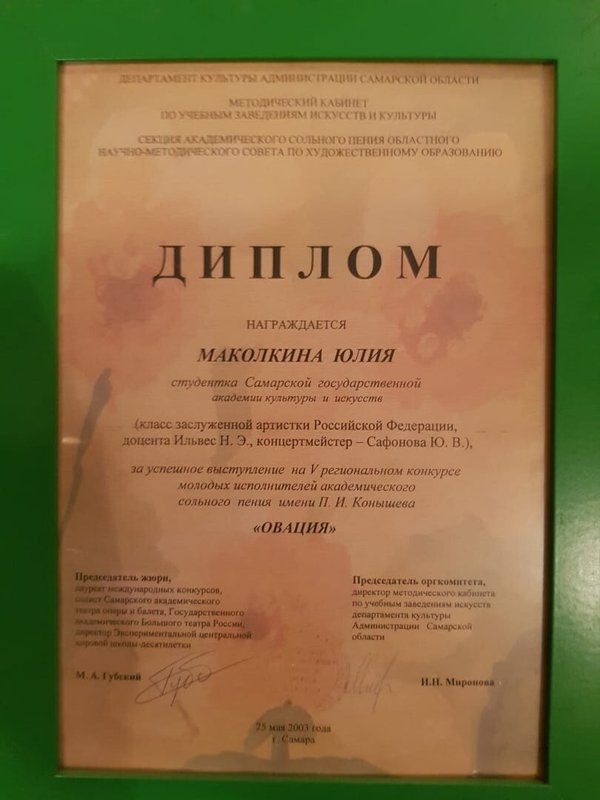 ДЕПАРТАМЕНТ КУЛЬТУРЫ АДМИНИСТРАЦИИ САМАРСКОЙ ОБЛАСТИ
МЕТОДИЧЕСКИЙ КАБИНЕТ
ПО УЧЕБНЫМ ЗАВЕДЕНИЯМ ИСКУССТВ И КУЛЬТУРЫ
СЕКЦИЯ АКАДЕМИЧЕСКОГО СОЛЬНОГО ПЕНИЯ ОБЛАСТНОГО
НАУЧНО-МЕТОДИЧЕСКОГО СОВЕТА ПО ХУДОЖЕСТВЕННОМУ ОБРАЗОВАНИЮ
ДИПЛОМ
НАГРАЖДАЕТСЯ
МАКОЛКИНА ЮЛИЯ
студентка Самарской государственной
академии культуры и искусств
(класс заслуженной артистки Российской Федерации,
доцента Ильвес Н. Э., концертмейстер – Сафонова Ю. В.),
за успешное выступление на V региональном конкурсе
молодых исполнителей академического
сольного пения имени П. И. Конышева
«ОВАЦИЯ»
Председатель жюри,
лауреат международных конкурсов,
солист Самарского академического
театра оперы и балета, Государственного
академического Большого театра России,
директор Экспериментальной центральной
хоровой школы-десятилетки
М. А. Губский
Председатель оргкомитета,
директор методического кабинета
по учебным заведениям искусств
департамента культуры
Администрации Самарской
области
И.Н. Миронова
25 мая 2003 года
г. Самара